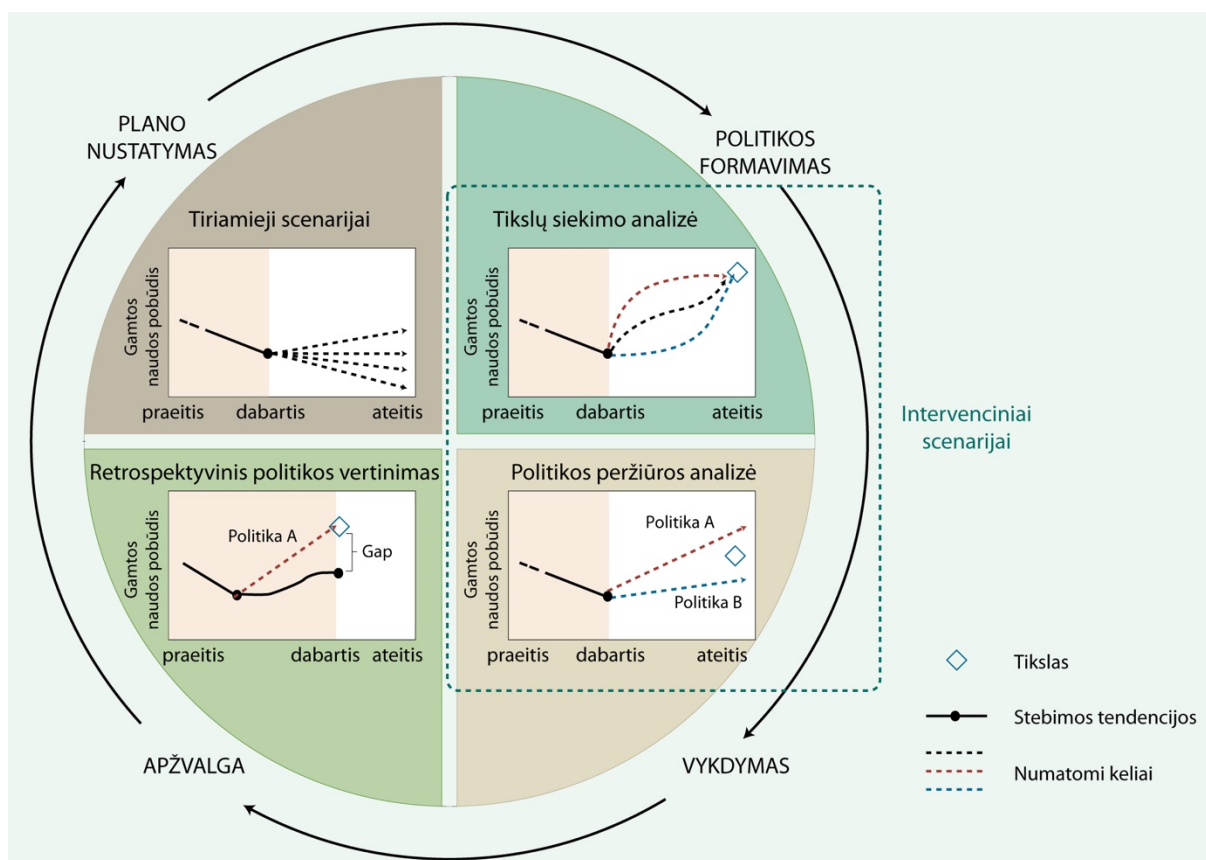 PLANO
NUSTATYMAS
POLITIKOS
FORMAVIMAS
Tiriamieji scenarijai
Gamtos
naudos pobūdis
praeitis dabartis ateitis
Tikslų siekimo analizė
Gamtos
naudos pobūdis
praeitis dabartis ateitis
Intervenciniai
scenarijai
Retrospektyvinis politikos vertinimas
Gamtos
naudos pobūdis
Politika A
Gap
praeitis dabartis ateitis
Politikos peržiūros analizė
Gamtos
naudos pobūdis
Politika A
Politika B
praeitis dabartis ateitis
Tikslas
Stebimos tendencijos
Numatomi keliai
APŽVALGA
VYKDYMAS